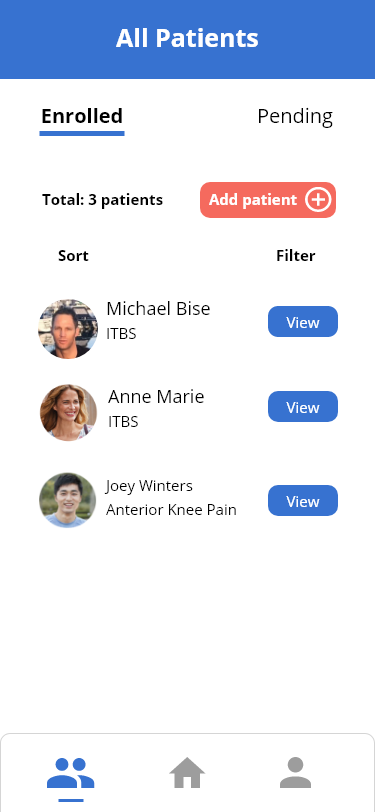 All Patients
Enrolled
Pending
Total: 3 patients
Add patient
Sort
Filter
Michael Bise
ITBS
View
Anne Marie
ITBS
View
Joey Winters
Anterior Knee Pain
View